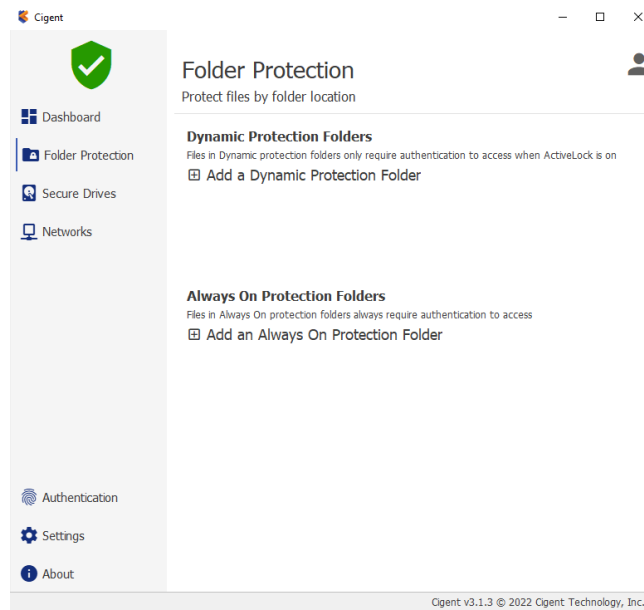 Cigent
Folder Protection
Protect files by folder location
Dashboard
Folder Protection
Secure Drives
Networks
Dynamic Protection Folders
Files in Dynamic protection folders only require authentication to access when ActiveLock is on
Add a Dynamic Protection Folder
Always On Protection Folders
Files in Always On protection folders always require authentication to access
Add an Always On Protection Folder
Authentication
Settings
About
Cigent v3.1.3 © 2022 Cigent Technology, Inc.